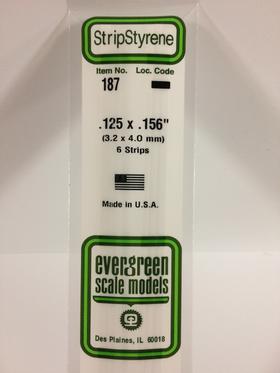 StripStyrene
Item No. Loc. Code
187
.125 x .156"
(3.2 x 4.0 mm)
6 Strips
Made in U.S.A.
evergreen
scale models
Des Plaines, IL 60018